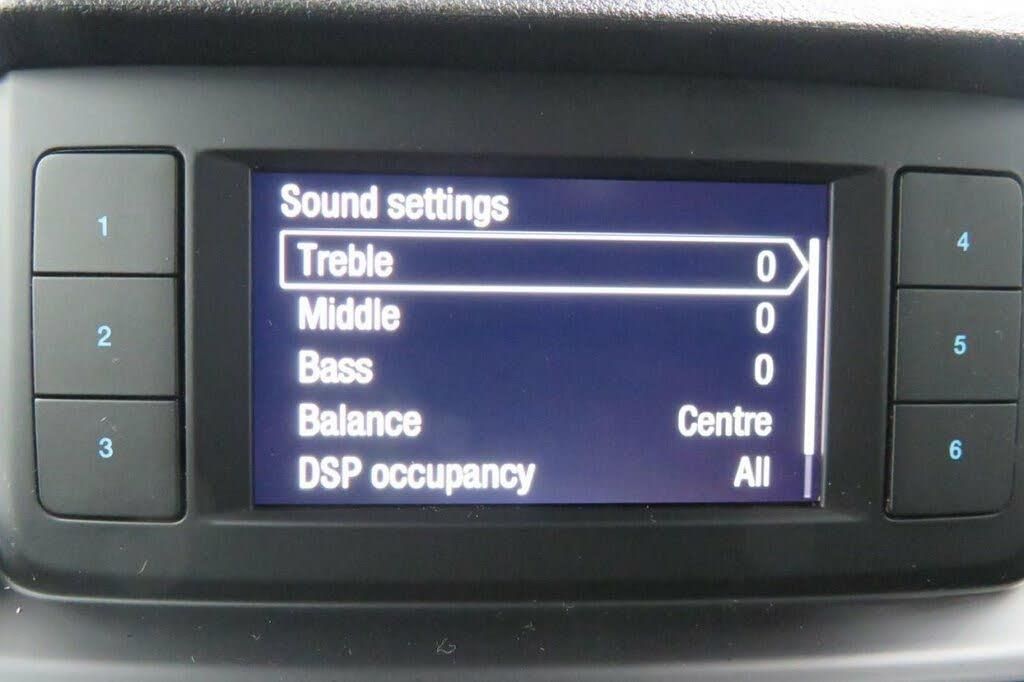 Sound settings
Treble 0
Middle 0
Bass 0
Balance Centre
DSP occupancy All
1
2
3
4
5
6